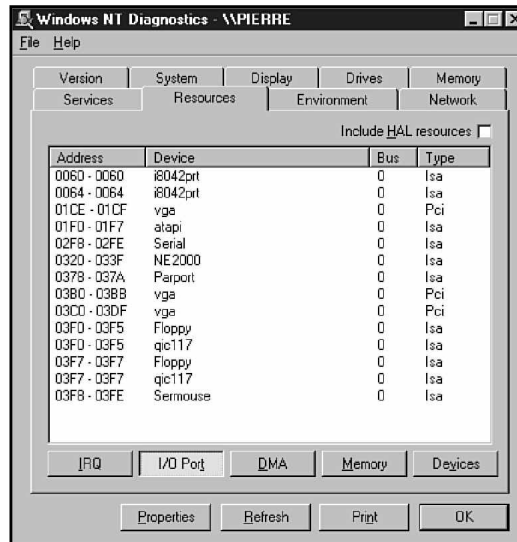 Windows NT Diagnostics - \\PIERRE
File Help
Version System Display Drives Memory
Services Resources Environment Network
Include HAL resources
Address Device Bus Type
0060 - 0060 i8042prt 0 Isa
0064 - 0064 i8042prt 0 Isa
01CE - 01CF vga 0 Pci
01F0 - 01F7 atapi 0 Isa
02F8 - 02FE Serial 0 Isa
0320 - 033F NE2000 0 Isa
0378 - 037A Parport 0 Isa
03B0 - 03BB vga 0 Pci
03C0 - 03DF vga 0 Pci
03F0 - 03F5 Floppy 0 Isa
03F0 - 03F5 qic117 0 Isa
03F7 - 03F7 Floppy 0 Isa
03F7 - 03F7 qic117 0 Isa
03F8 - 03FE Sermouse 0 Isa
IRQ I/O Port DMA Memory Devices
Properties Refresh Print OK